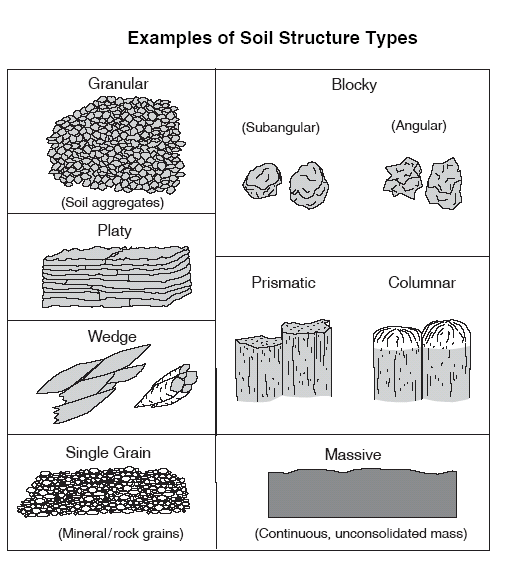 Examples of Soil Structure Types
Granular
(Soil aggregates)
Platy
Wedge
Single Grain
(Mineral/rock grains)
Blocky
(Subangular)
(Angular)
Prismatic
Columnar
Massive
(Continuous, unconsolidated mass)